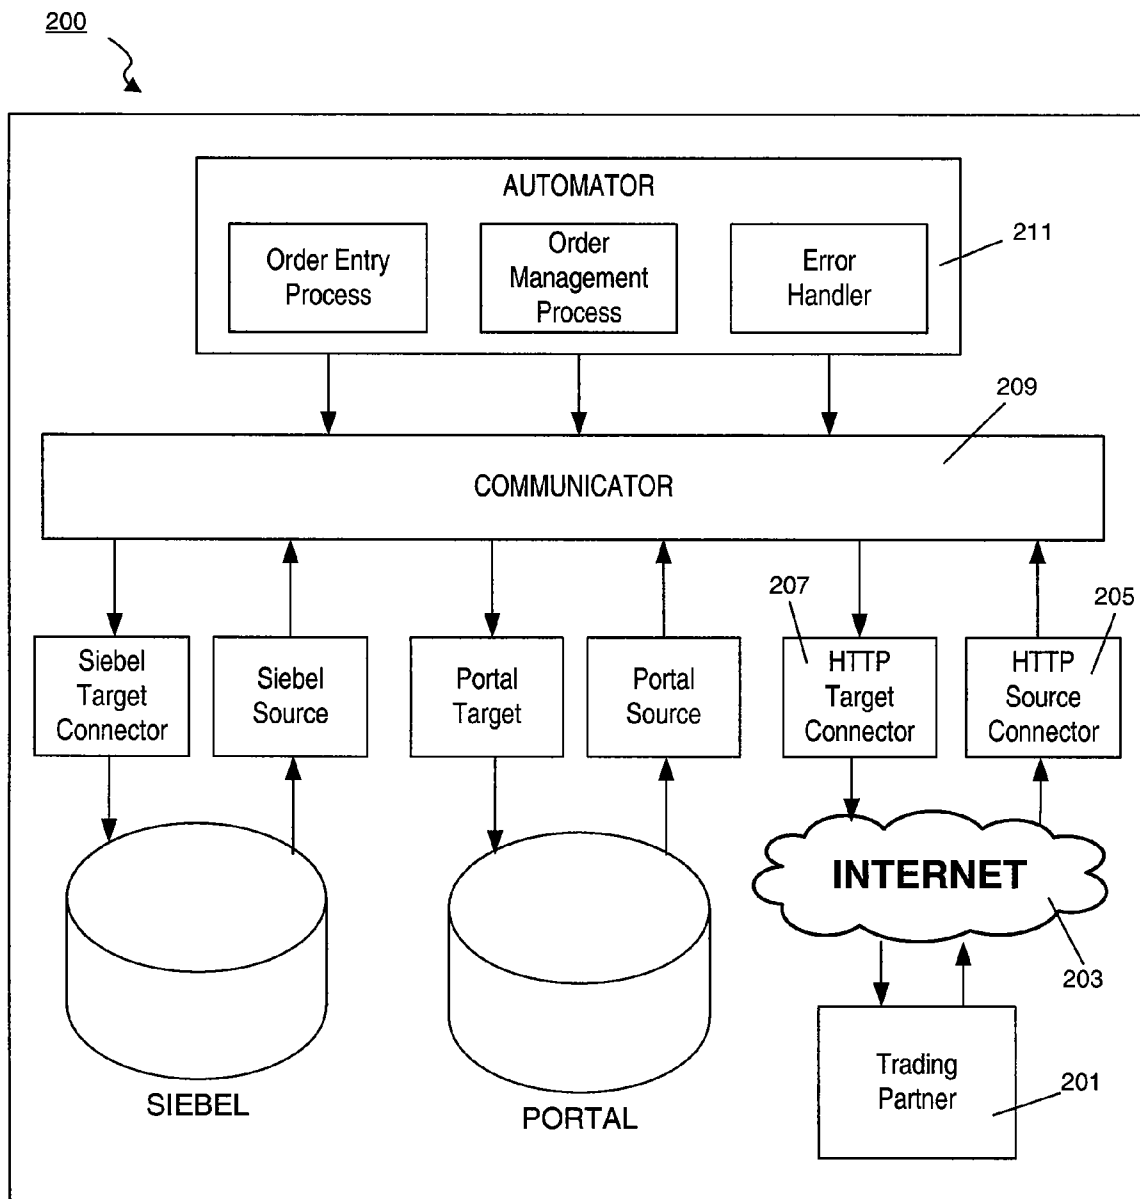 200
AUTOMATOR
Order Entry
Process
Order
Management
Process
Error
Handler
211
209
COMMUNICATOR
207
205
Siebel
Target
Connector
Siebel
Source
Portal
Target
Portal
Source
HTTP
Target
Connector
HTTP
Source
Connector
INTERNET
203
Trading
Partner
201
SIEBEL
PORTAL